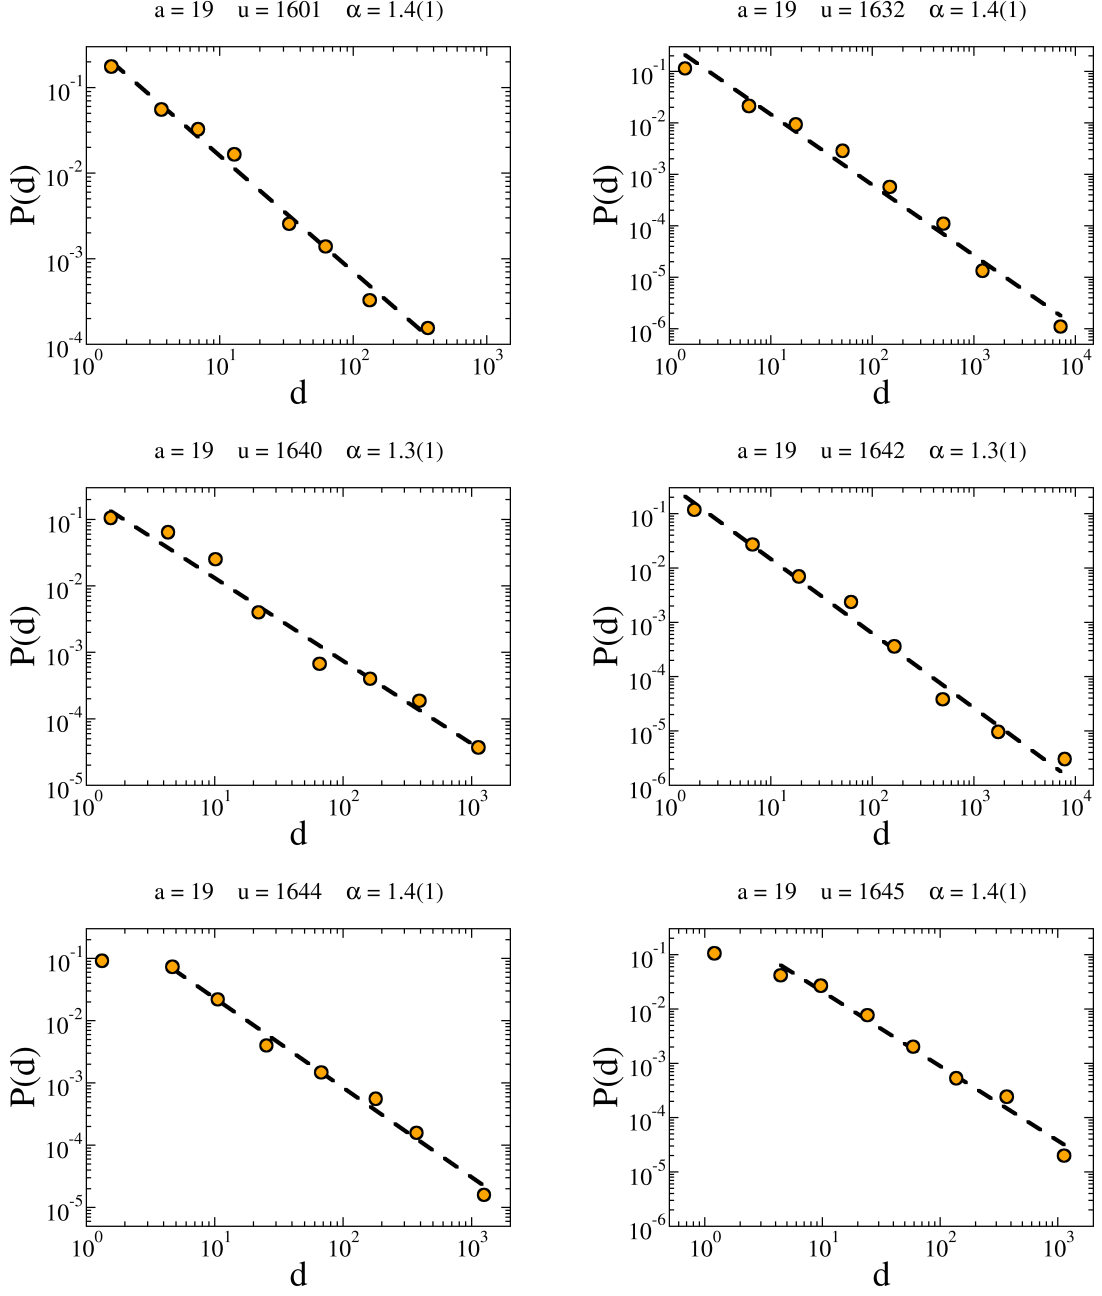 a = 19 u = 1601 α = 1.4(1)
P(d)
10^-1
10^-2
10^-3
10^-4
10^0 10^1 10^2 10^3
d
a = 19 u = 1632 α = 1.4(1)
P(d)
10^-1
10^-2
10^-3
10^-4
10^-5
10^-6
10^0 10^1 10^2 10^3 10^4
d
a = 19 u = 1640 α = 1.3(1)
P(d)
10^-1
10^-2
10^-3
10^-4
10^-5
10^0 10^1 10^2 10^3
d
a = 19 u = 1642 α = 1.3(1)
P(d)
10^-1
10^-2
10^-3
10^-4
10^-5
10^-6
10^0 10^1 10^2 10^3 10^4
d
a = 19 u = 1644 α = 1.4(1)
P(d)
10^-1
10^-2
10^-3
10^-4
10^-5
10^0 10^1 10^2 10^3
d
a = 19 u = 1645 α = 1.4(1)
P(d)
10^-1
10^-2
10^-3
10^-4
10^-5
10^-6
10^0 10^1 10^2 10^3
d